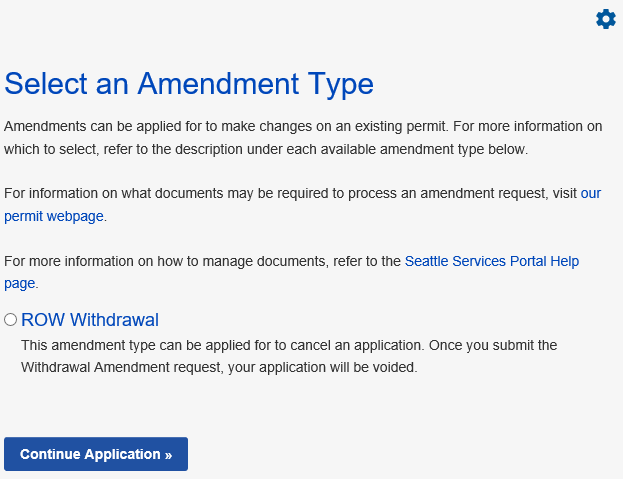 Select an Amendment Type
Amendments can be applied for to make changes on an existing permit. For more information on
which to select, refer to the description under each available amendment type below.
For information on what documents may be required to process an amendment request, visit our
permit webpage.
For more information on how to manage documents, refer to the Seattle Services Portal Help
page.
ROW Withdrawal
This amendment type can be applied for to cancel an application. Once you submit the
Withdrawal Amendment request, your application will be voided.
Continue Application »